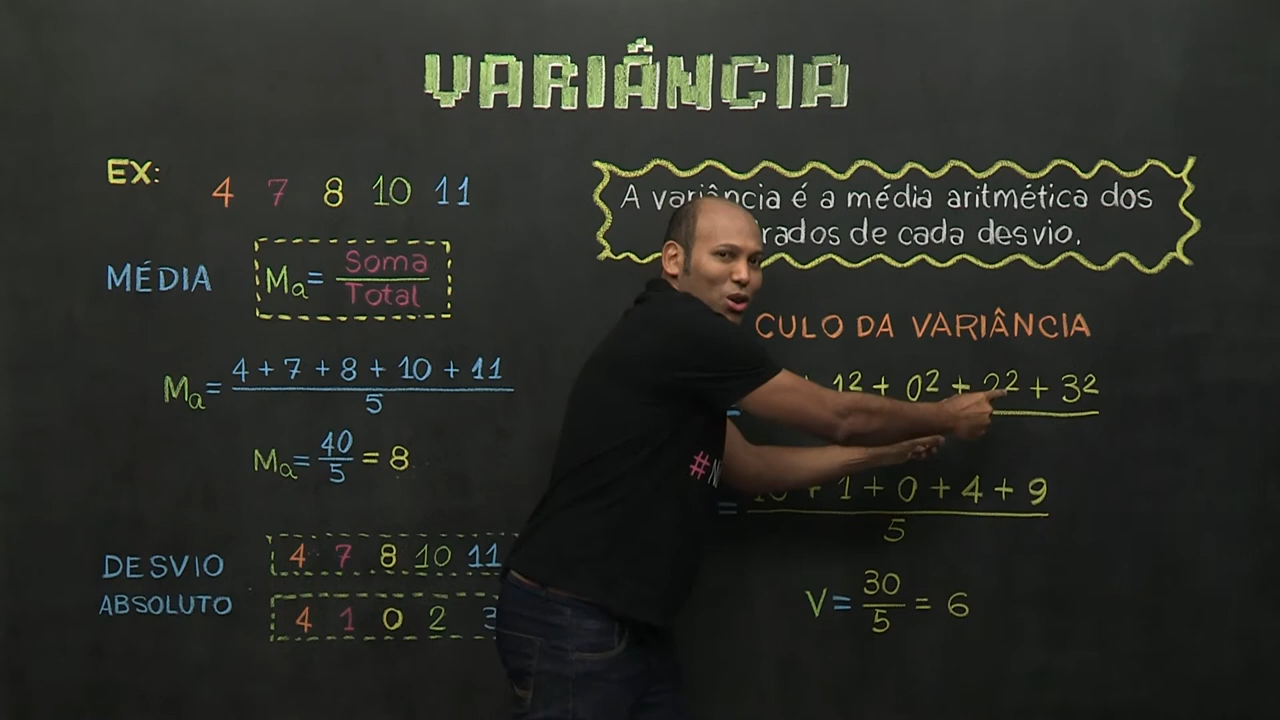 VARIÂNCIA
EX:
4 7 8 10 11
MÉDIA
Ma= Soma
Total
Ma= 4 + 7 + 8 + 10 + 11
5
Ma= 40
5
= 8
DESVIO
ABSOLUTO
4 7 8 10 11
4 1 0 2 3
A variância é a média aritmética dos
de cada desvio.
DA VARIÂNCIA
1² + 0² + 2² + 3²
= + 1 + 0 + 4 + 9
5
V= 30
5
= 6
#